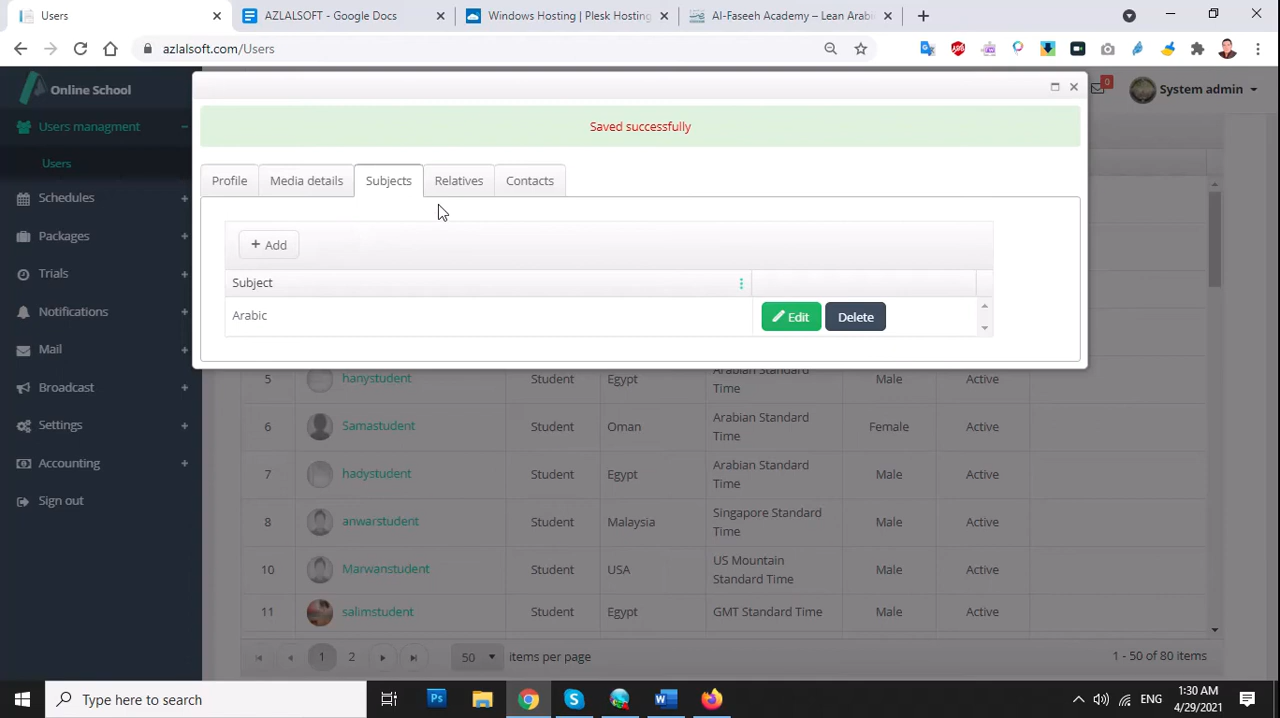 Users
AZLALSOFT - Google Docs
Windows Hosting | Plesk Hosting
Al-Faseeh Academy – Lean Arabi
azlalsoft.com/Users
Online School
0
System admin
Users managment
Users
Schedules
Packages
Trials
Notifications
Mail
Broadcast
Settings
Accounting
Sign out
Saved successfully
Profile
Media details
Subjects
Relatives
Contacts
+ Add
Subject
Arabic
Edit
Delete
5 hanystudent Student Egypt Arabian Standard Time Male Active
6 Samastudent Student Oman Arabian Standard Time Female Active
7 hadystudent Student Egypt Arabian Standard Time Male Active
8 anwarstudent Student Malaysia Singapore Standard Time Male Active
10 Marwanstudent Student USA US Mountain Standard Time Male Active
11 salimstudent Student Egypt GMT Standard Time Male Active
1 2 50 items per page 1 - 50 of 80 items
Type here to search
ENG
1:30 AM
4/29/2021